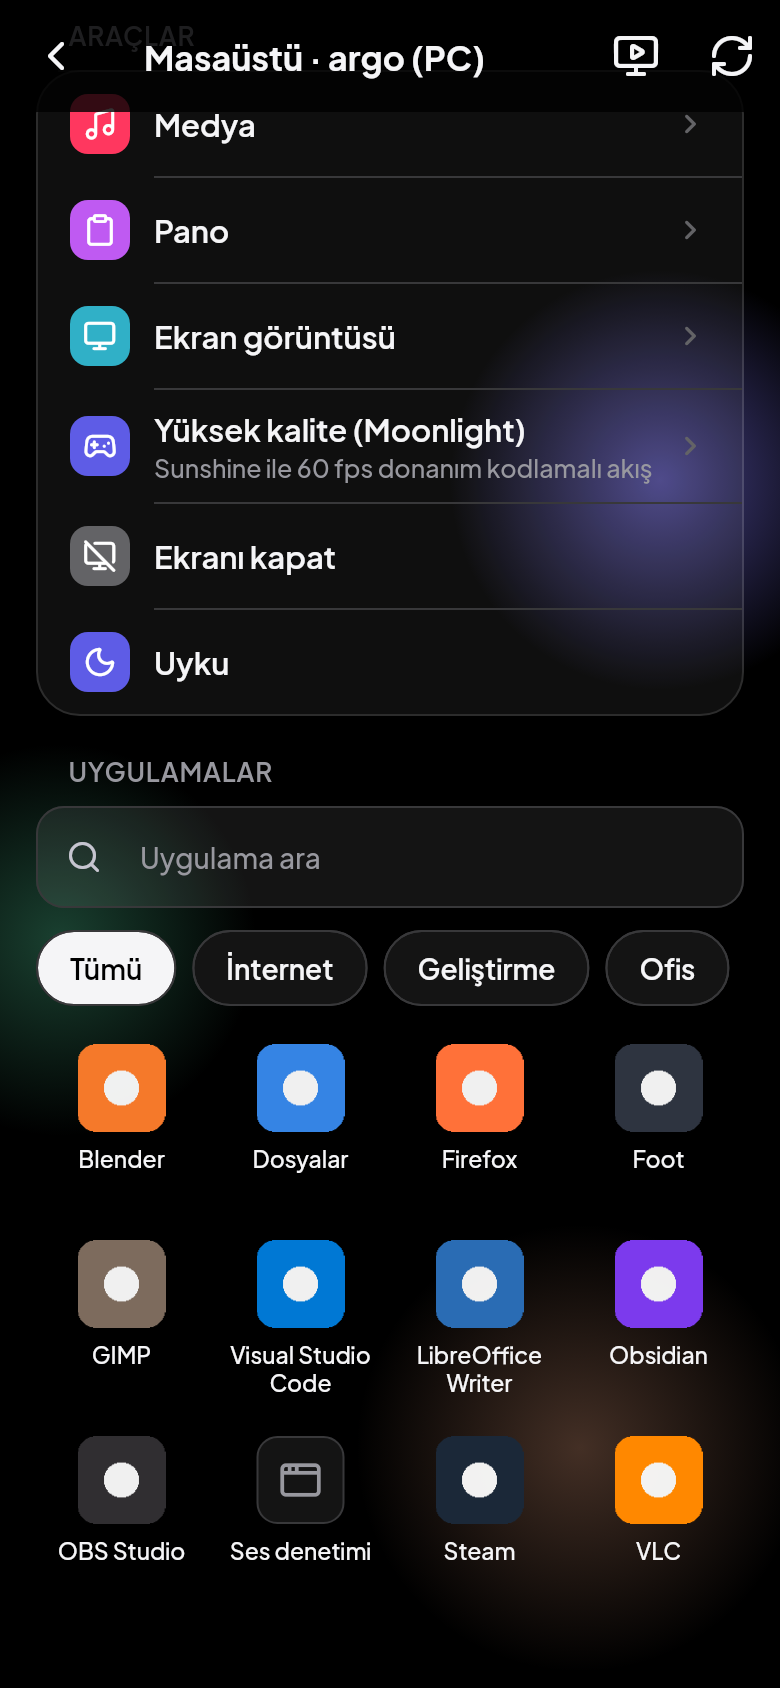 ARAÇLAR
Masaüstü · argo (PC)
Medya
Pano
Ekran görüntüsü
Yüksek kalite (Moonlight)
Sunshine ile 60 fps donanım kodlamalı akış
Ekranı kapat
Uyku
UYGULAMALAR
Uygulama ara
Tümü İnternet Geliştirme Ofis
Blender Dosyalar Firefox Foot
GIMP Visual Studio LibreOffice Obsidian
Code Writer
OBS Studio Ses denetimi Steam VLC